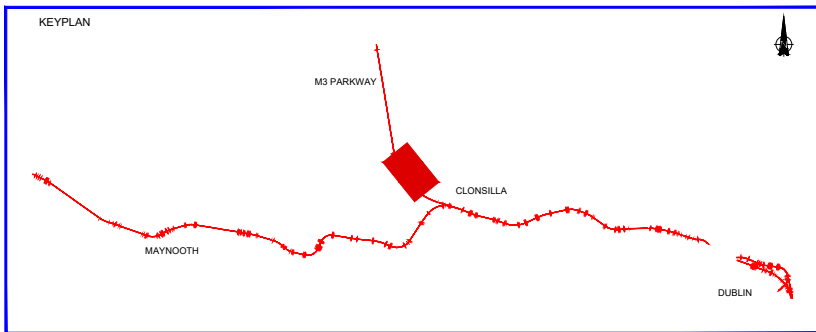 KEYPLAN
M3 PARKWAY
CLONSILLA
MAYNOOTH
DUBLIN